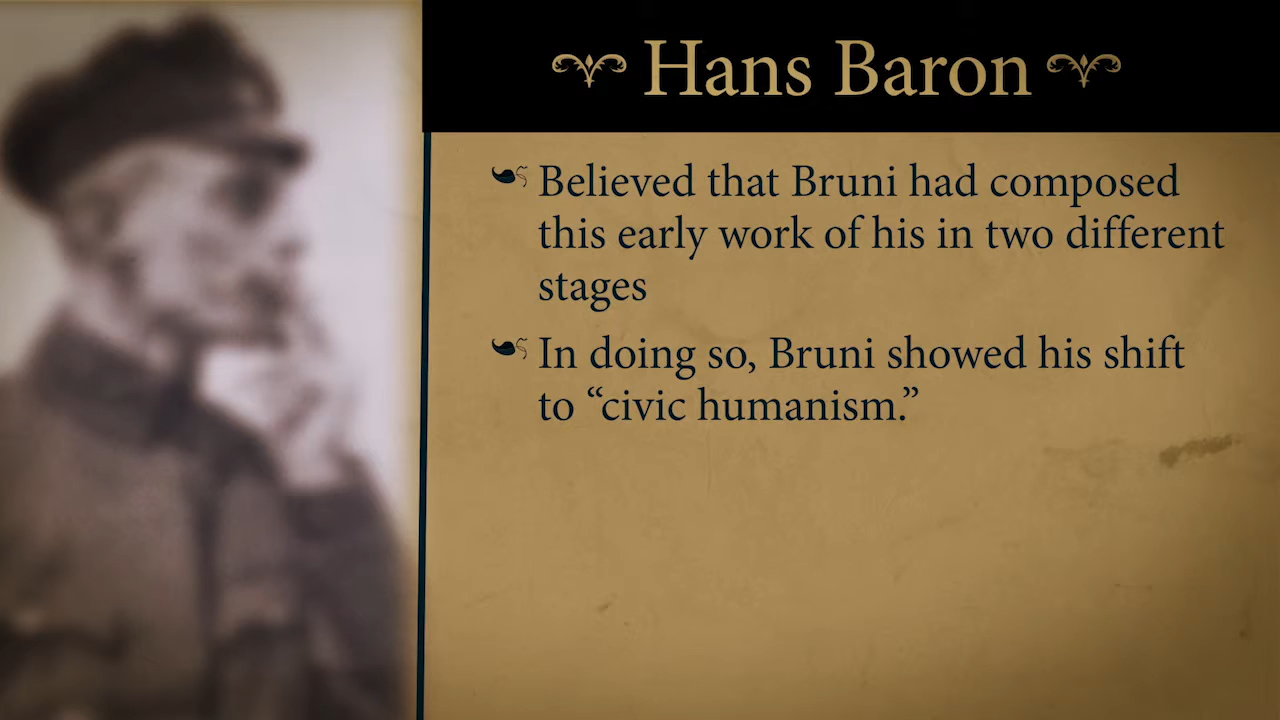 Hans Baron
Believed that Bruni had composed
this early work of his in two different
stages
In doing so, Bruni showed his shift
to “civic humanism.”